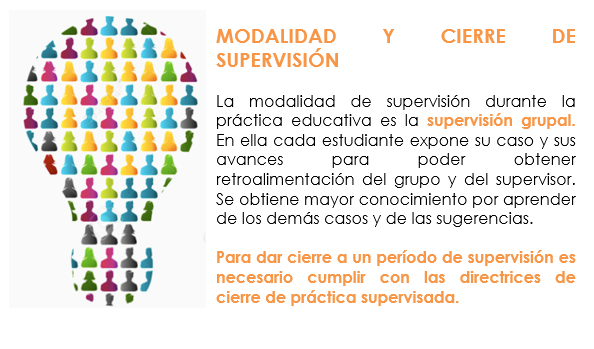 MODALIDAD Y CIERRE DE
SUPERVISIÓN
La modalidad de supervisión durante la
práctica educativa es la supervisión grupal.
En ella cada estudiante expone su caso y sus
avances para poder obtener
retroalimentación del grupo y del supervisor.
Se obtiene mayor conocimiento por aprender
de los demás casos y de las sugerencias.
Para dar cierre a un período de supervisión es
necesario cumplir con las directrices de
cierre de práctica supervisada.